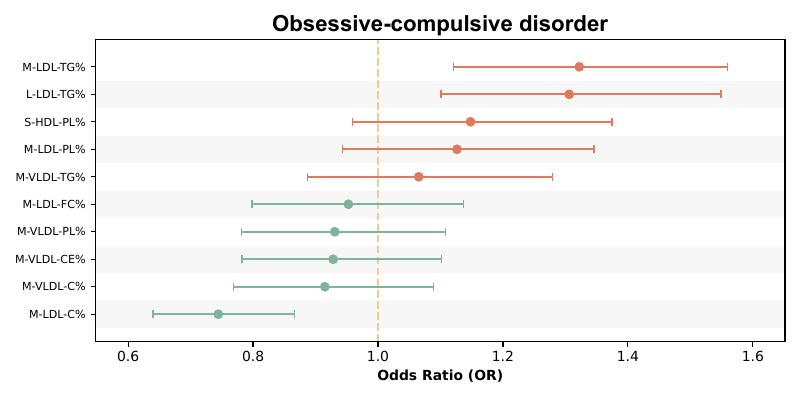 Obsessive-compulsive disorder
M-LDL-TG%
L-LDL-TG%
S-HDL-PL%
M-LDL-PL%
M-VLDL-TG%
M-LDL-FC%
M-VLDL-PL%
M-VLDL-CE%
M-VLDL-C%
M-LDL-C%
0.6 0.8 1.0 1.2 1.4 1.6
Odds Ratio (OR)